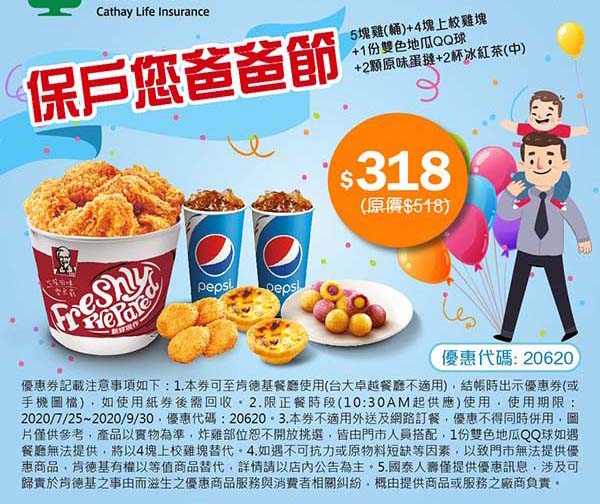 Cathay Life Insurance
保戶您爸爸節
5塊雞(桶)+4塊上校雞塊
+1份雙色地瓜QQ球
+2顆原味蛋撻+2杯冰紅茶(中)
$318
(原價$518)
Freshly
Prepared
新鮮現作
pepsi
pepsi
優惠代碼: 20620
優惠券記載注意事項如下：1.本券可至肯德基餐廳使用(台大卓越餐廳不適用)，結帳時出示優惠券(或
手機圖檔)，如使用紙券後需回收。2.限正餐時段(10:30AM起供應)使用，使用期限：
2020/7/25~2020/9/30，優惠代碼：20620。3.本券不適用外送及網路訂餐，優惠不得同時併用，圖
片僅供參考，產品以實物為準，炸雞部位恕不開放挑選，皆由門市人員搭配，1份雙色地瓜QQ球如遇
餐廳無法提供，將以4塊上校雞塊替代。4.如遇不可抗力或原物料短缺等因素，以致門市無法提供優
惠商品，肯德基有權以等值商品替代，詳情請以店內公告為主。5.國泰人壽僅提供優惠訊息，涉及可
歸責於肯德基之事由而滋生之優惠商品服務與消費者相關糾紛，概由提供商品或服務之廠商負責。